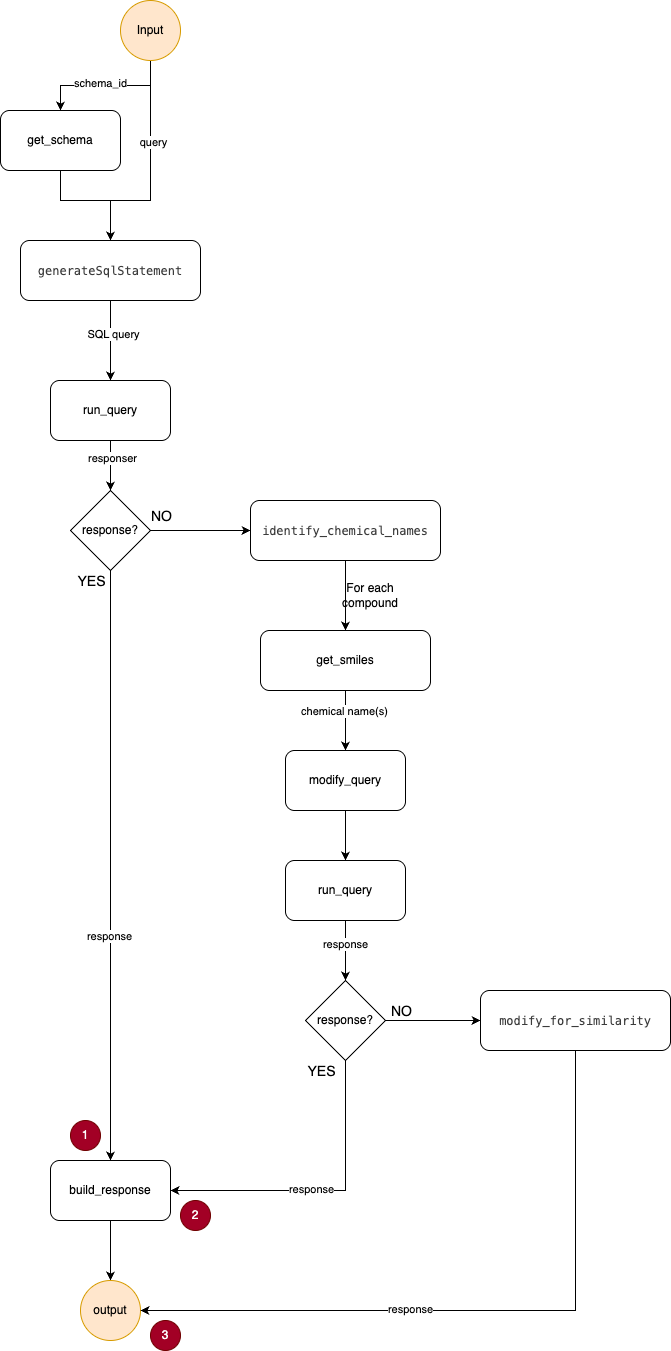 Input
schema_id
get_schema
query
generateSqlStatement
SQL query
run_query
responser
response?
NO
YES
identify_chemical_names
For each
compound
get_smiles
chemical name(s)
modify_query
run_query
response
response
response?
NO
YES
modify_for_similarity
1
build_response
response
2
output
response
3